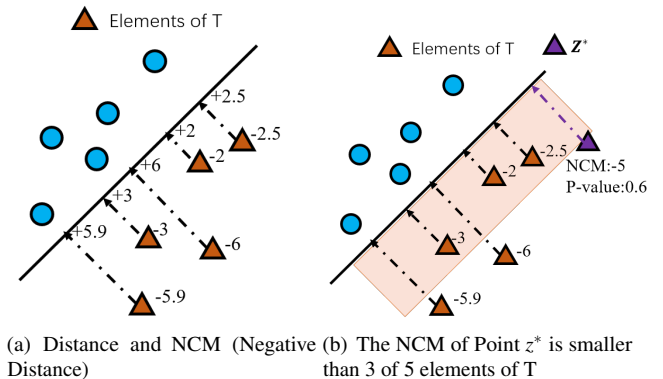 Elements of T
+2.5
+2
-2.5
-2
+6
+3
-3
+5.9
-6
-5.9
(a) Distance and NCM (Negative
Distance)
Elements of T
Z*
-2.5
-2
NCM:-5
P-value:0.6
-3
-6
-5.9
(b) The NCM of Point z* is smaller
than 3 of 5 elements of T